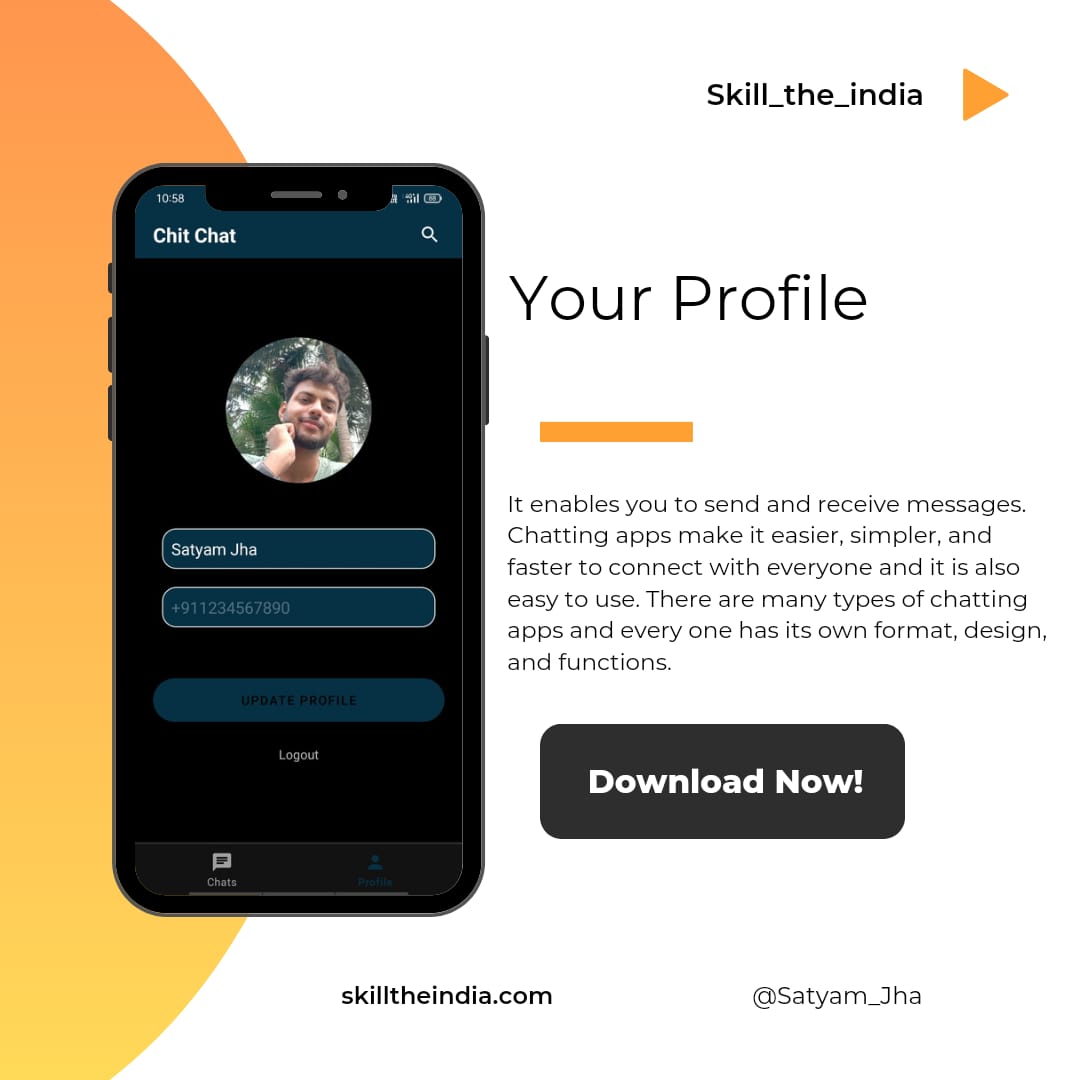 Skill_the_india
10:58
88
Chit Chat
Your Profile
It enables you to send and receive messages.
Chatting apps make it easier, simpler, and
faster to connect with everyone and it is also
easy to use. There are many types of chatting
apps and every one has its own format, design,
and functions.
Satyam Jha
+911234567890
UPDATE PROFILE
Logout
Download Now!
Chats
Profile
skilltheindia.com
@Satyam_Jha